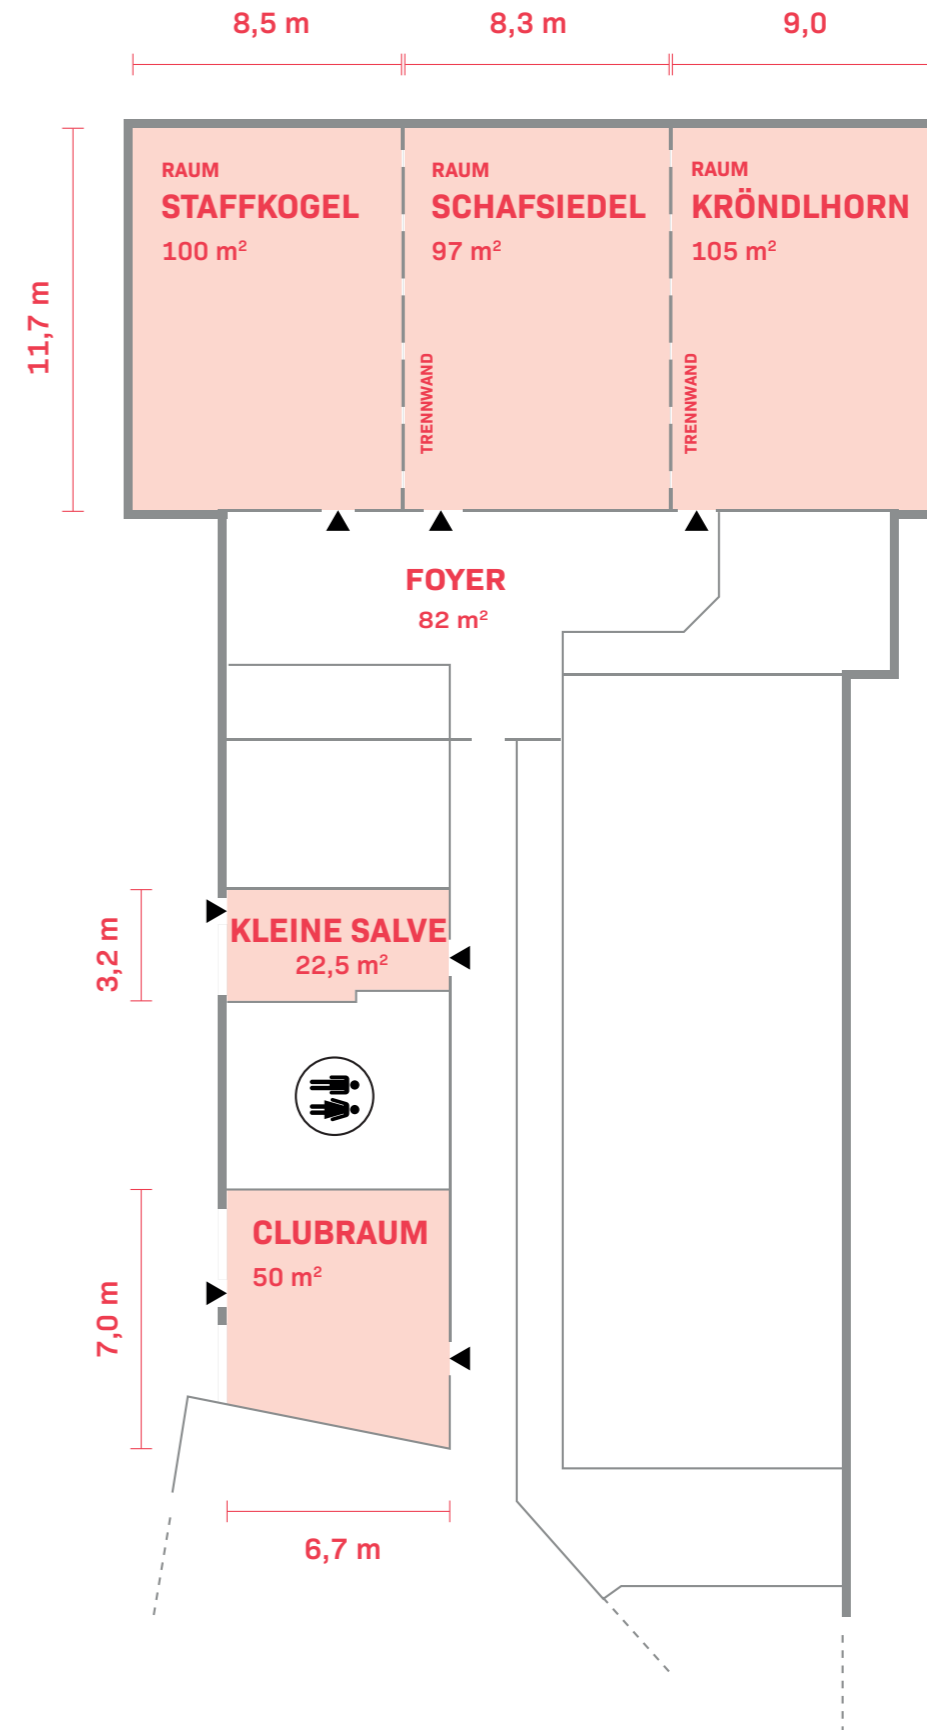 8,5 m
8,3 m
9,0
11,7 m
RAUM
STAFFKOGEL
100 m²
RAUM
SCHAFSIEDEL
97 m²
RAUM
KRÖNDLHORN
105 m²
TRENNWAND
TRENNWAND
FOYER
82 m²
3,2 m
KLEINE SALVE
22,5 m²
7,0 m
CLUBRAUM
50 m²
6,7 m